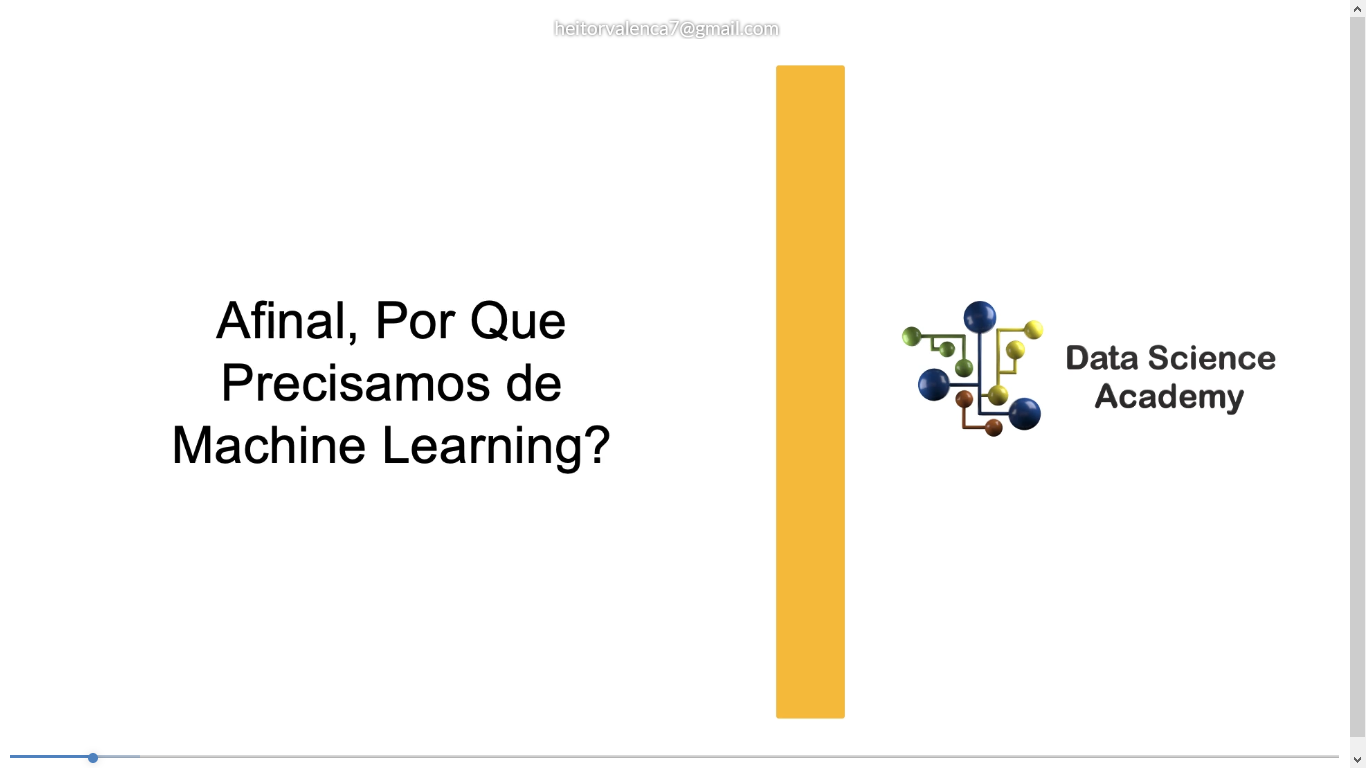 heitorvalenca7@gmail.com
Afinal, Por Que
Precisamos de
Machine Learning?
Data Science
Academy